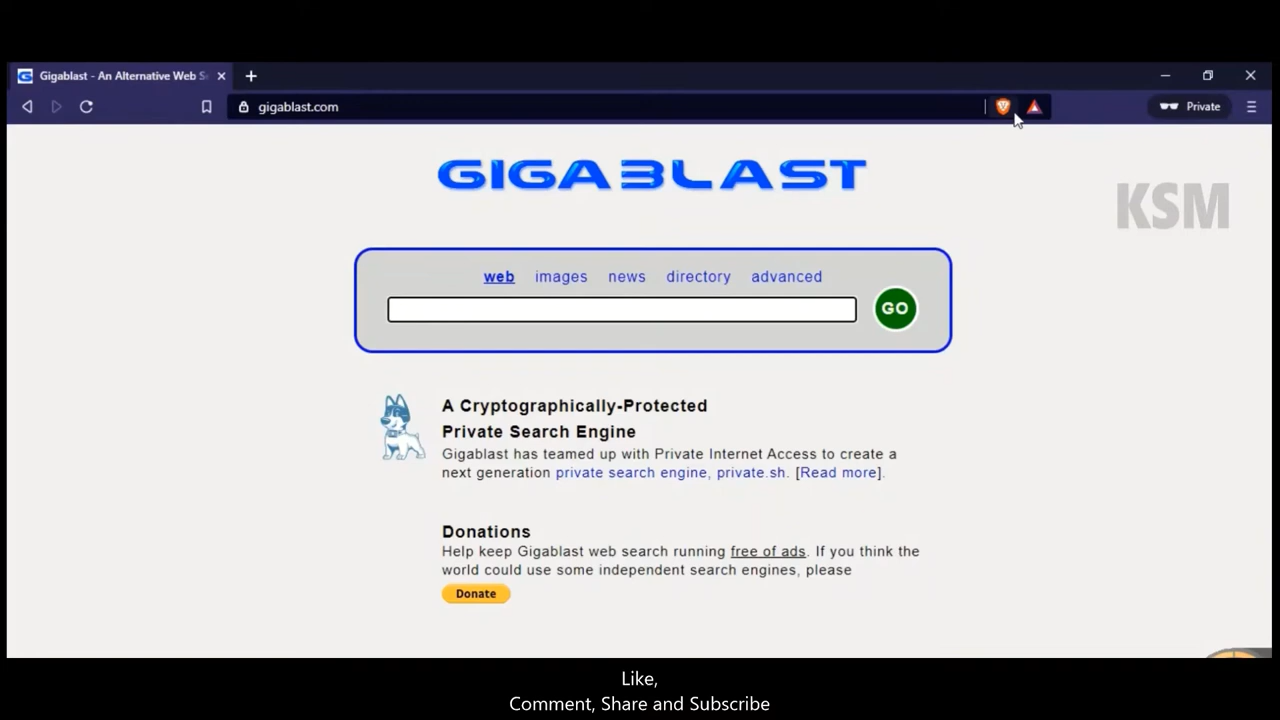 Gigablast - An Alternative Web S
gigablast.com
Private
GIGABLAST
KSM
web images news directory advanced
GO
A Cryptographically-Protected
Private Search Engine
Gigablast has teamed up with Private Internet Access to create a
next generation private search engine, private.sh. [Read more].
Donations
Help keep Gigablast web search running free of ads. If you think the
world could use some independent search engines, please
Donate
Like,
Comment, Share and Subscribe